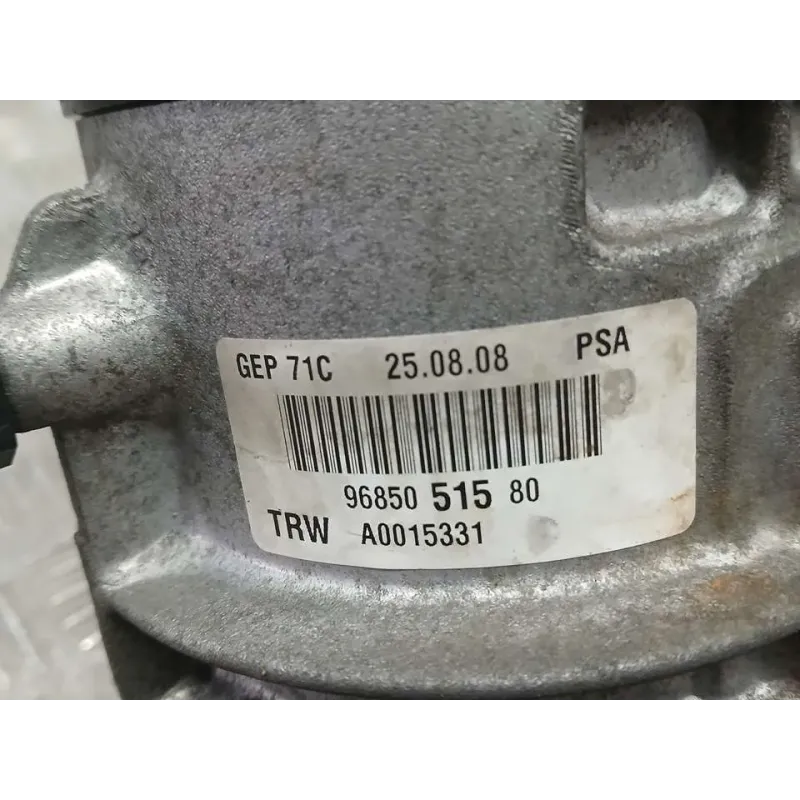 GEP 71C 25.08.08 PSA
96850 515 80
TRW A0015331